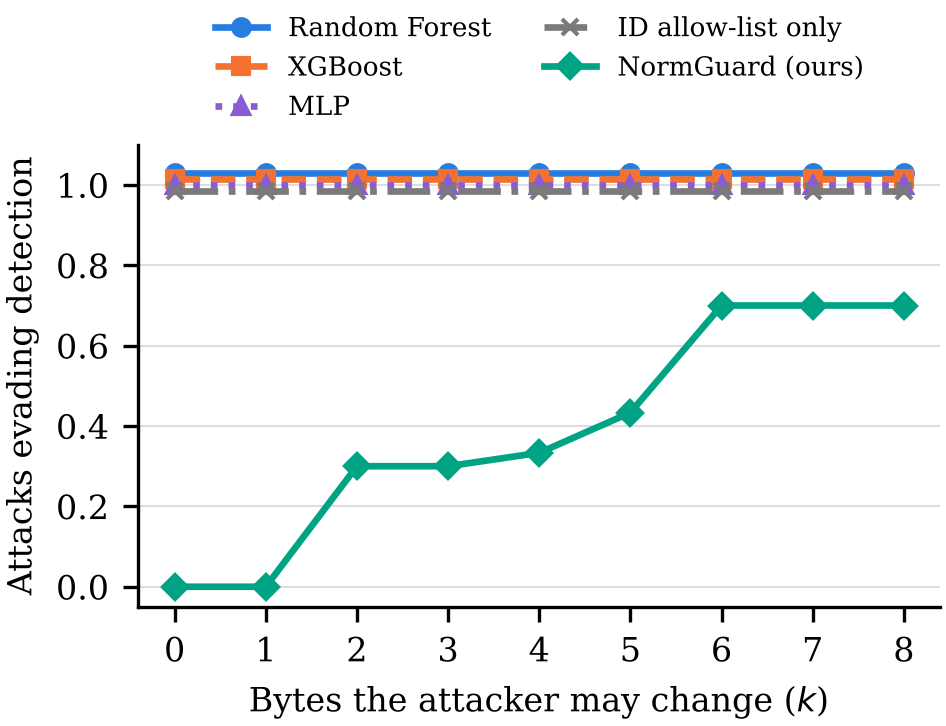 Random Forest
XGBoost
MLP
ID allow-list only
NormGuard (ours)
Attacks evading detection
1.0
0.8
0.6
0.4
0.2
0.0
0 1 2 3 4 5 6 7 8
Bytes the attacker may change (k)